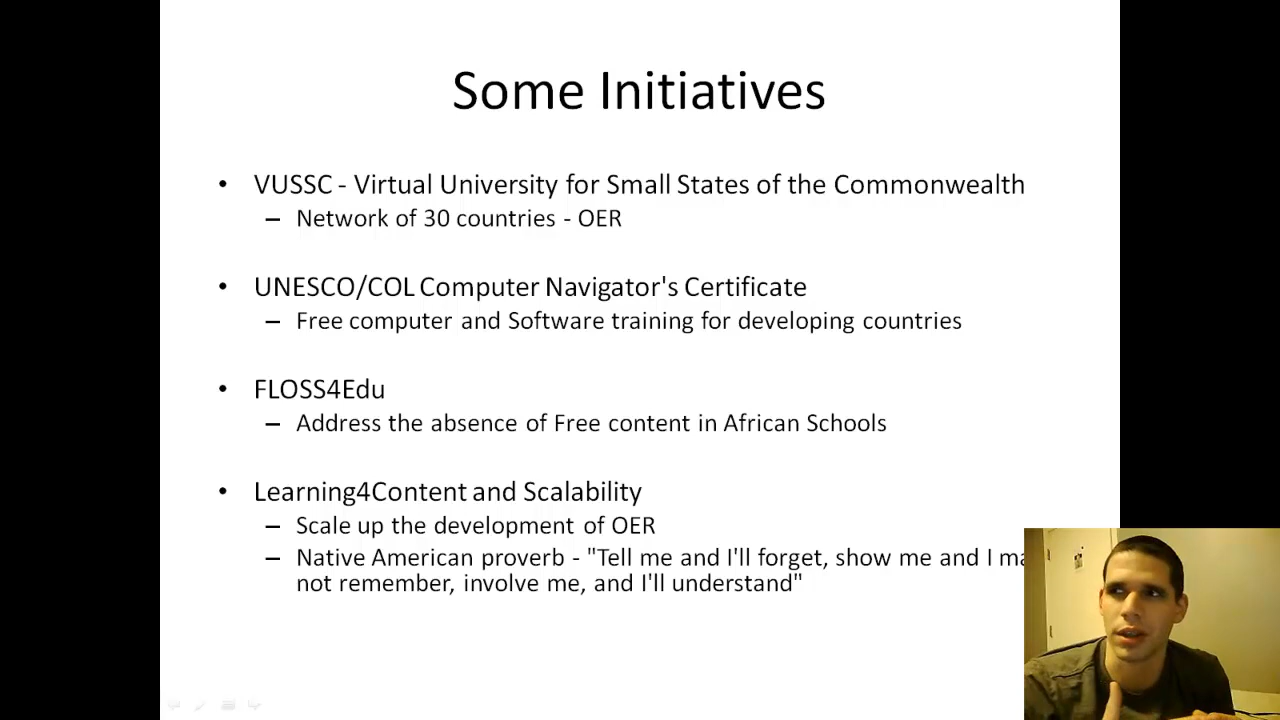 Some Initiatives
• VUSSC - Virtual University for Small States of the Commonwealth
– Network of 30 countries - OER
• UNESCO/COL Computer Navigator's Certificate
– Free computer and Software training for developing countries
• FLOSS4Edu
– Address the absence of Free content in African Schools
• Learning4Content and Scalability
– Scale up the development of OER
– Native American proverb - "Tell me and I'll forget, show me and I
not remember, involve me, and I'll understand"